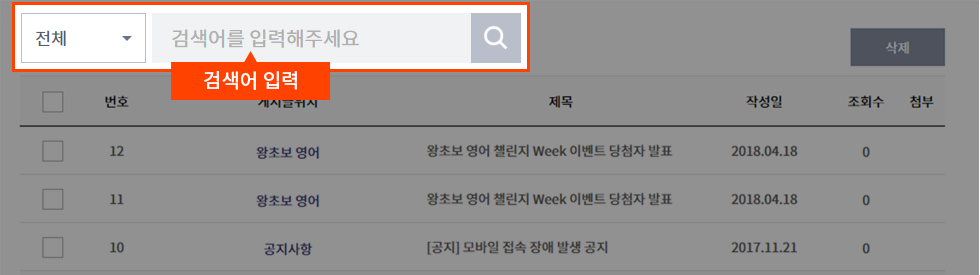 전체 검색어를 입력해주세요
삭제
검색어 입력
번호 게시글위치 제목 작성일 조회수 첨부
12 왕초보 영어 왕초보 영어 챌린지 Week 이벤트 당첨자 발표 2018.04.18 0
11 왕초보 영어 왕초보 영어 챌린지 Week 이벤트 당첨자 발표 2018.04.18 0
10 공지사항 [공지] 모바일 접속 장애 발생 공지 2017.11.21 0